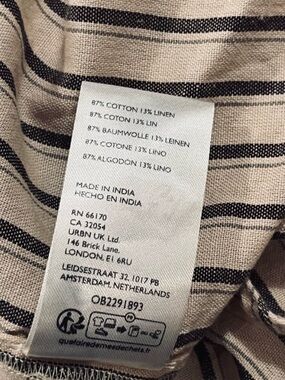 87% COTTON 13% LINEN
87% COTON 13% LIN
87% BAUMWOLLE 13% LEINEN
87% COTONE 13% LINO
87% ALGODÓN 13% LINO
MADE IN INDIA
HECHO EN INDIA
RN 66170
CA 32054
URBN UK Ltd.
146 Brick Lane,
LONDON, E1 6RU
LEIDSESTRAAT 32, 1017 PB
AMSTERDAM, NETHERLANDS
OB2291893
FR
quefairedemesdechets.fr